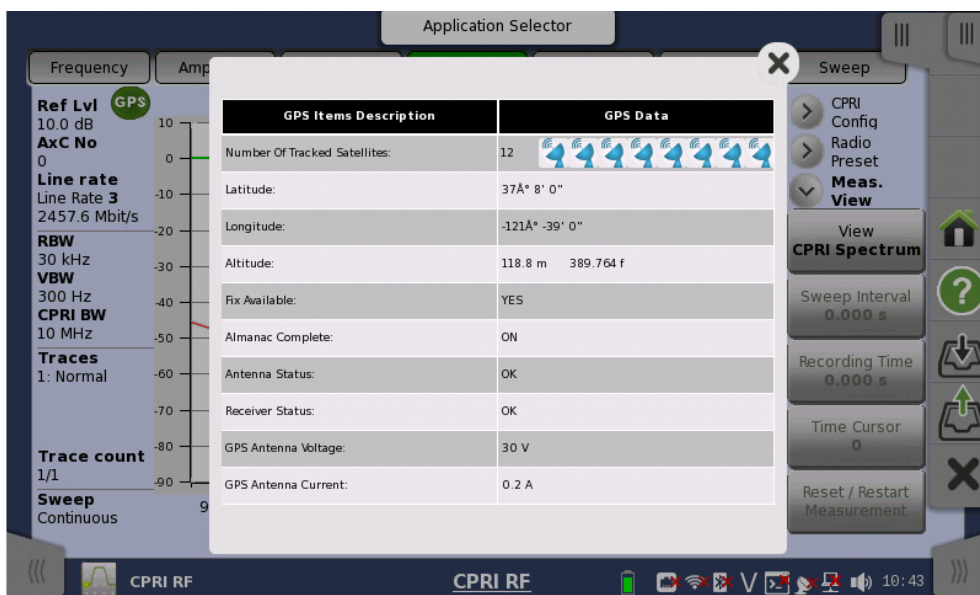 Application Selector
Frequency
Amp
Sweep
Ref Lvl GPS
10.0 dB
AxC No
0
Line rate
Line Rate 3
2457.6 Mbit/s
RBW
30 kHz
VBW
300 Hz
CPRI BW
10 MHz
Traces
1: Normal
Trace count
1/1
Sweep
Continuous
10
0
-10
-20
-30
-40
-50
-60
-70
-80
-90
9
GPS Items Description GPS Data
Number Of Tracked Satellites: 12
Latitude: 37Å° 8' 0"
Longitude: -121Å° -39' 0"
Altitude: 118.8 m 389.764 f
Fix Available: YES
Almanac Complete: ON
Antenna Status: OK
Receiver Status: OK
GPS Antenna Voltage: 30 V
GPS Antenna Current: 0.2 A
CPRI
Config
Radio
Preset
Meas.
View
View
CPRI Spectrum
Sweep Interval
0.000 s
Recording Time
0.000 s
Time Cursor
0
Reset / Restart
Measurement
CPRI RF
CPRI RF
V
10:43